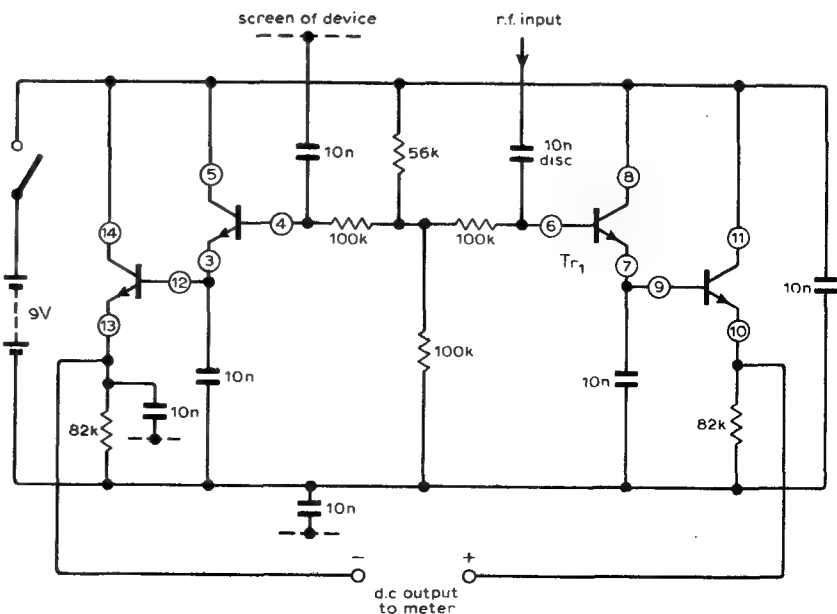 screen of device
r.f. input
10n
56k
10n
disc
5
8
14
4
100k
100k
6
11
3
Tr1
7
12
9
9V
13
10
10n
100k
10n
10n
10n
82k
82k
10n
−
+
d.c output
to meter